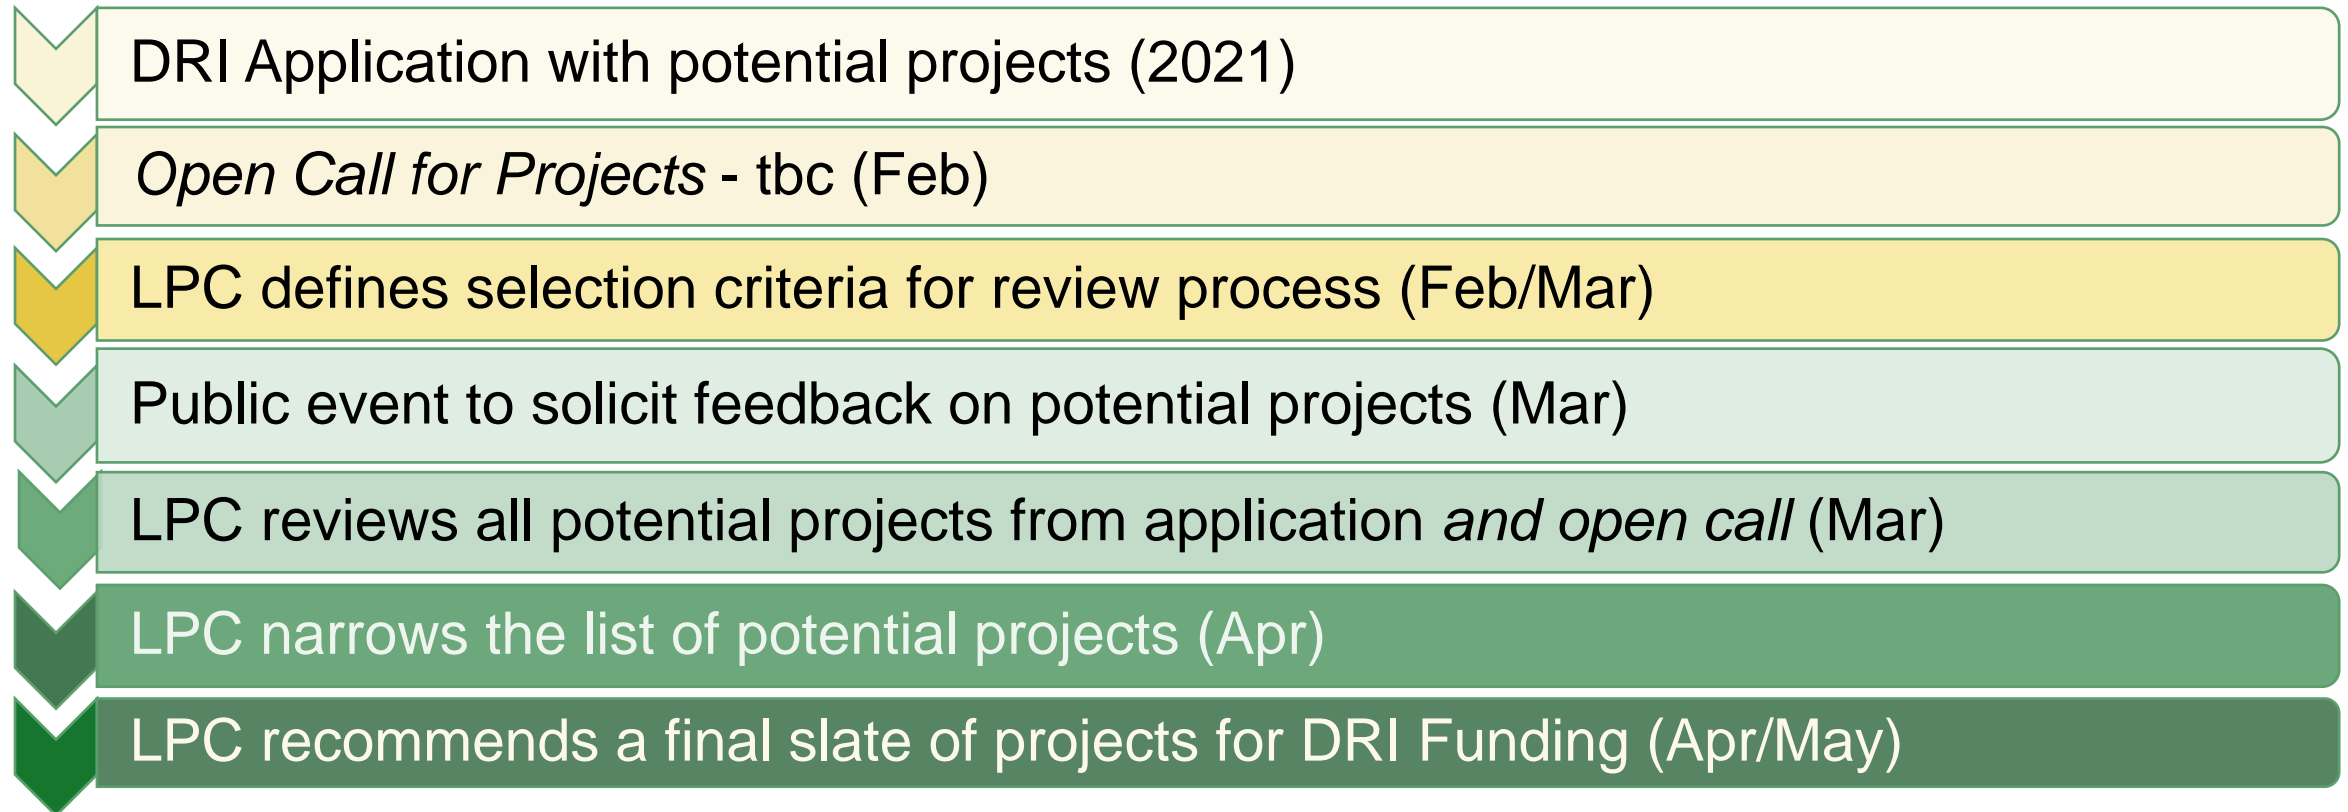 DRI Application with potential projects (2021)
Open Call for Projects - tbc (Feb)
LPC defines selection criteria for review process (Feb/Mar)
Public event to solicit feedback on potential projects (Mar)
LPC reviews all potential projects from application and open call (Mar)
LPC narrows the list of potential projects (Apr)
LPC recommends a final slate of projects for DRI Funding (Apr/May)